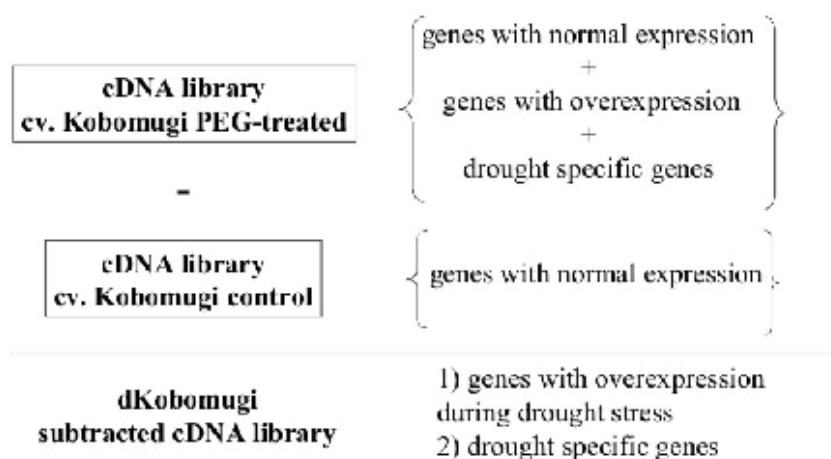 genes with normal expression
+
cDNA library
cv. Kobomugi PEG-treated
genes with overexpression
+
drought specific genes
-
cDNA library
cv. Kobomugi control
genes with normal expression
dKobomugi
subtracted cDNA library
1) genes with overexpression
during drought stress
2) drought specific genes